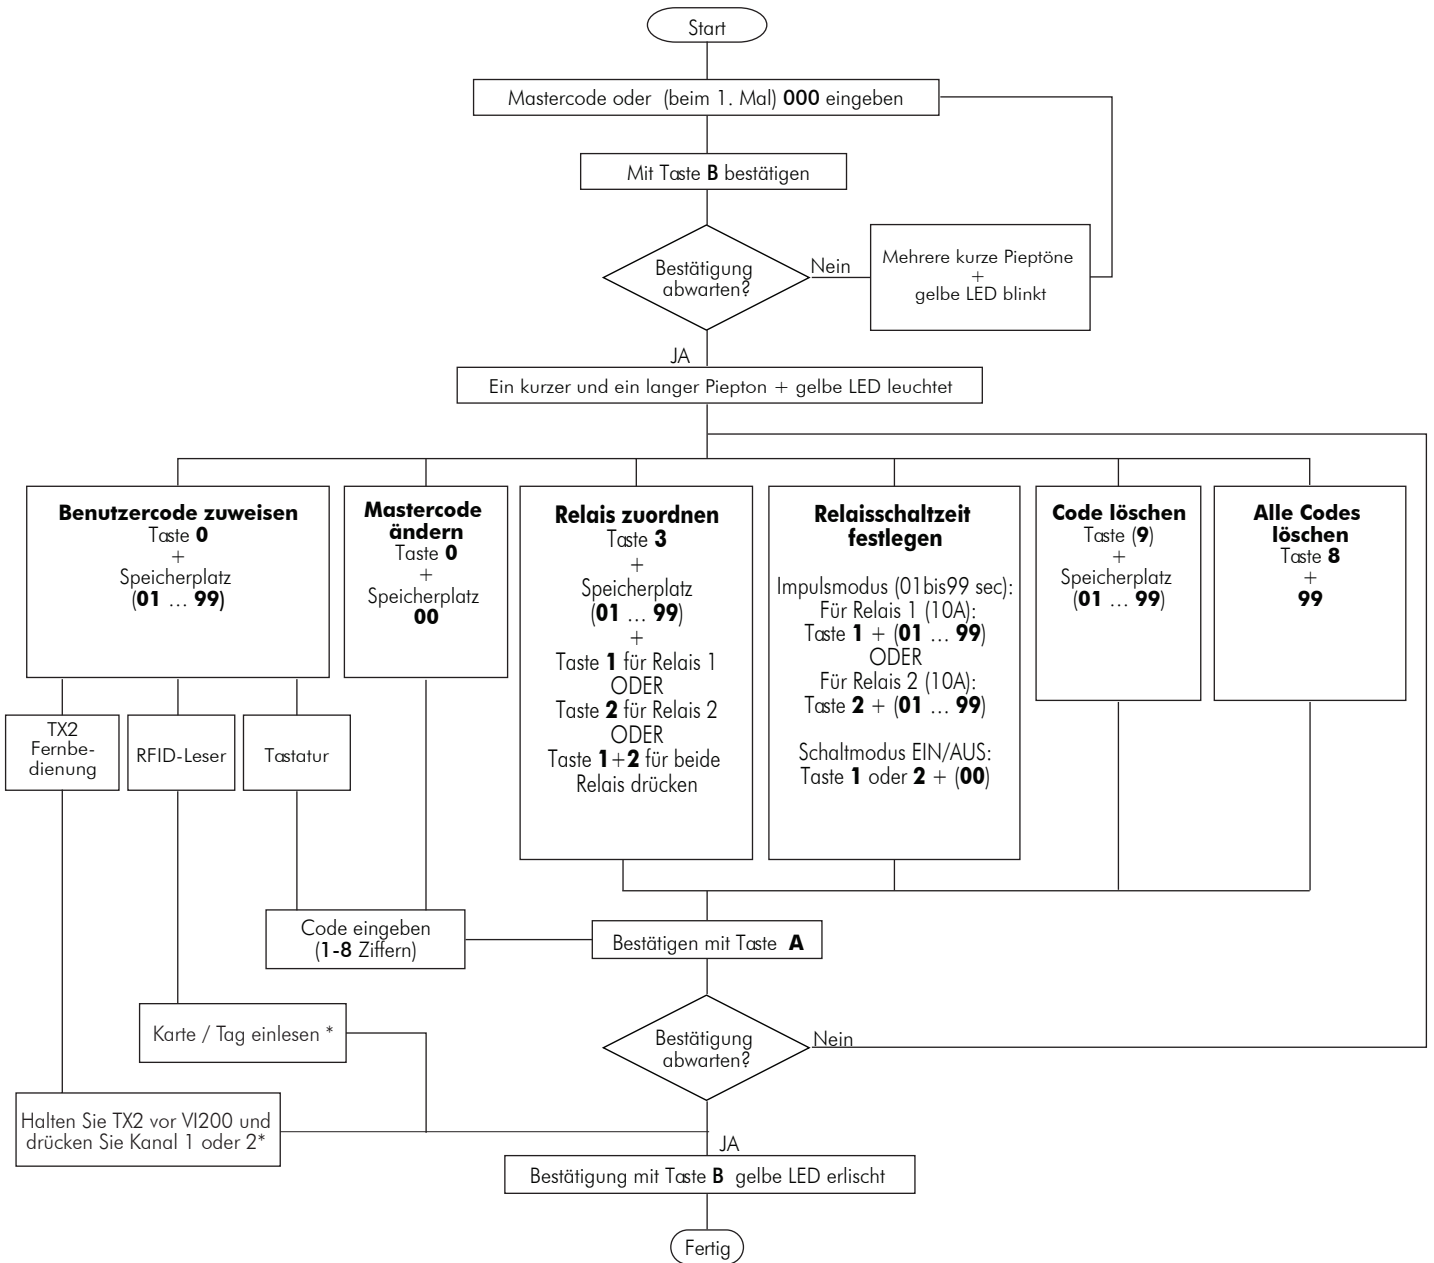 Start
Mastercode oder (beim 1. Mal) 000 eingeben
Mit Taste B bestätigen
Bestätigung
abwarten?
Nein
Mehrere kurze Pieptöne
+
gelbe LED blinkt
JA
Ein kurzer und ein langer Piepton + gelbe LED leuchtet
Benutzercode zuweisen
Taste 0
+
Speicherplatz
(01 ... 99)
Mastercode
ändern
Taste 0
+
Speicherplatz
00
Relais zuordnen
Taste 3
+
Speicherplatz
(01 ... 99)
+
Taste 1 für Relais 1
ODER
Taste 2 für Relais 2
ODER
Taste 1+2 für beide
Relais drücken
Relaisschaltzeit
festlegen
Impulsmodus (01bis99 sec):
Für Relais 1 (10A):
Taste 1 + (01 ... 99)
ODER
Für Relais 2 (10A):
Taste 2 + (01 ... 99)
Schaltmodus EIN/AUS:
Taste 1 oder 2 + (00)
Code löschen
Taste (9)
+
Speicherplatz
(01 ... 99)
Alle Codes
löschen
Taste 8
+
99
TX2
Fernbe-
dienung
RFID-Leser
Tastatur
Code eingeben
(1-8 Ziffern)
Bestätigen mit Taste A
Karte / Tag einlesen *
Bestätigung
abwarten?
Nein
Halten Sie TX2 vor VI200 und
drücken Sie Kanal 1 oder 2*
JA
Bestätigung mit Taste B gelbe LED erlischt
Fertig